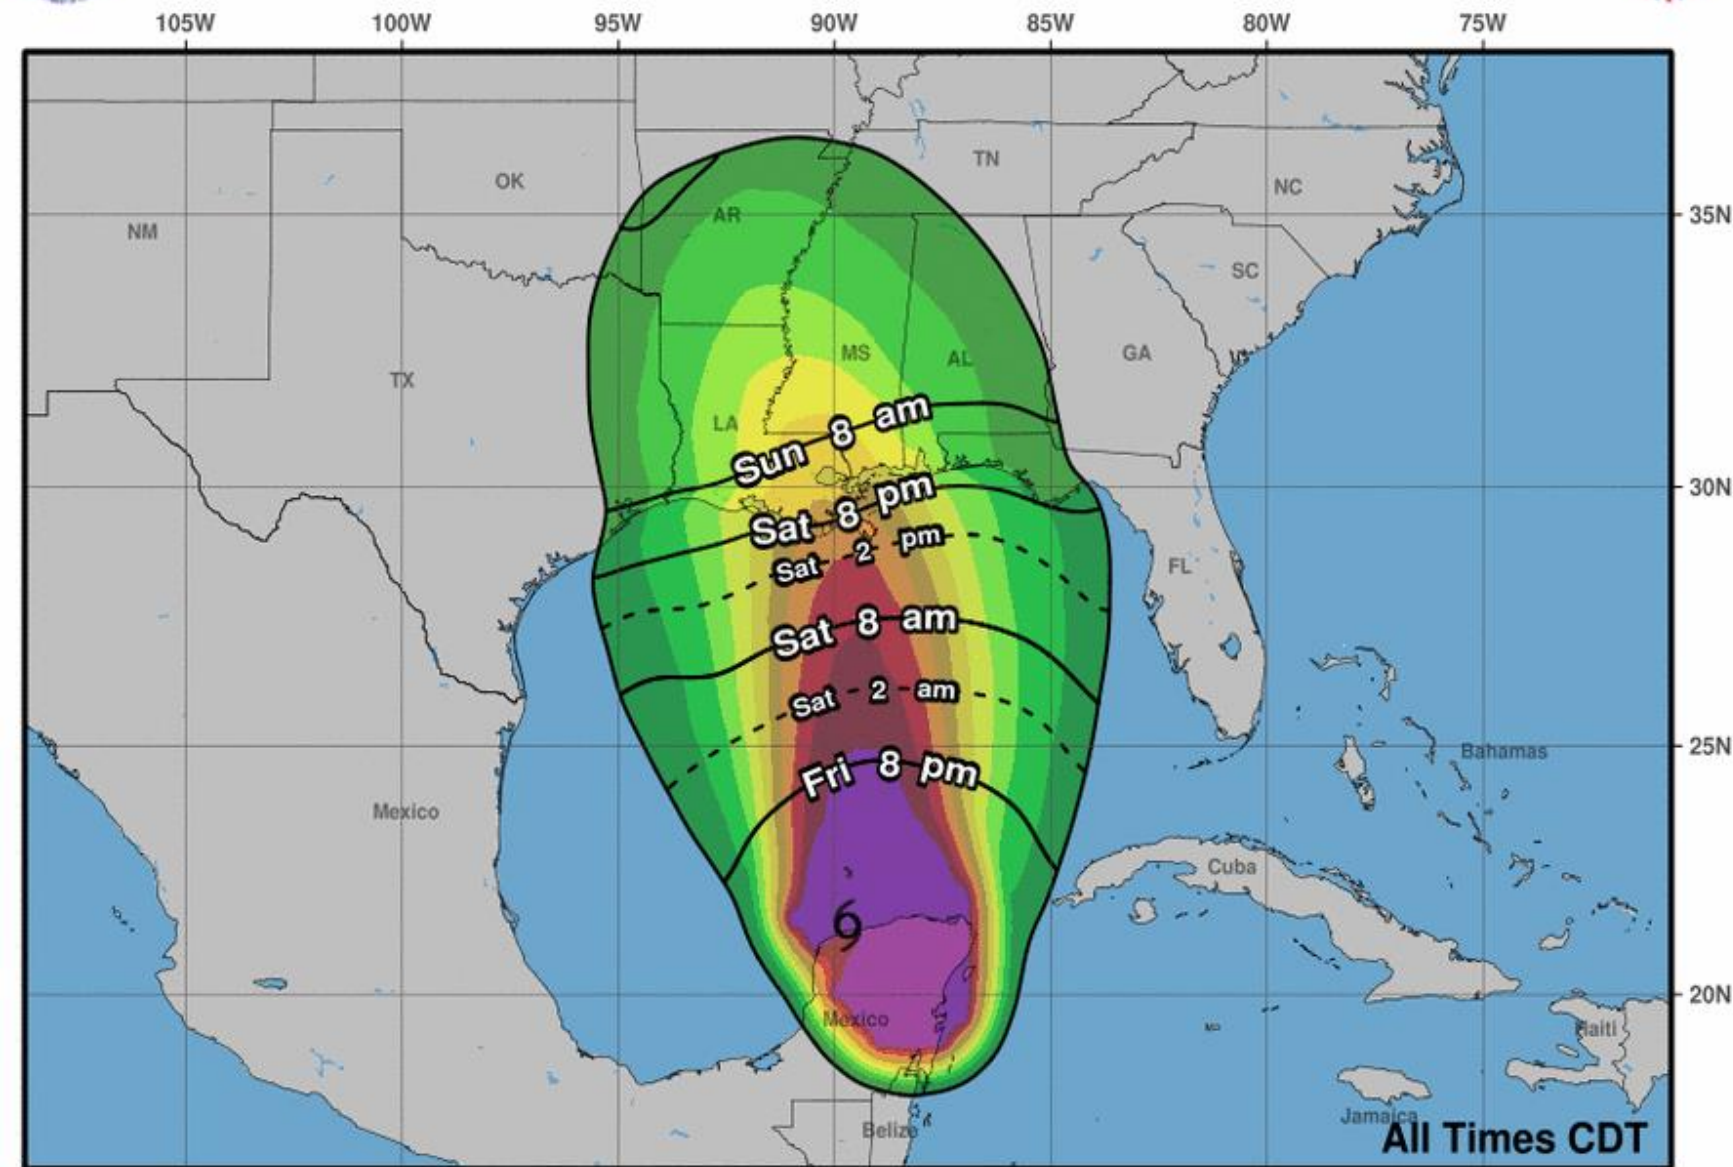 105W 100W 95W 90W 85W 80W 75W
TN
OK
NC
AR
35N
NM
SC
MS
GA
AL
TX
Sun 8 am
LA
30N
Sat 8 pm
Sat 2 pm
FL
Sat 8 am
Sat 2 am
25N
Bahamas
Fri 8 pm
Mexico
Cuba
20N
Mexico
Haiti
Jamaica
Belize
All Times CDT